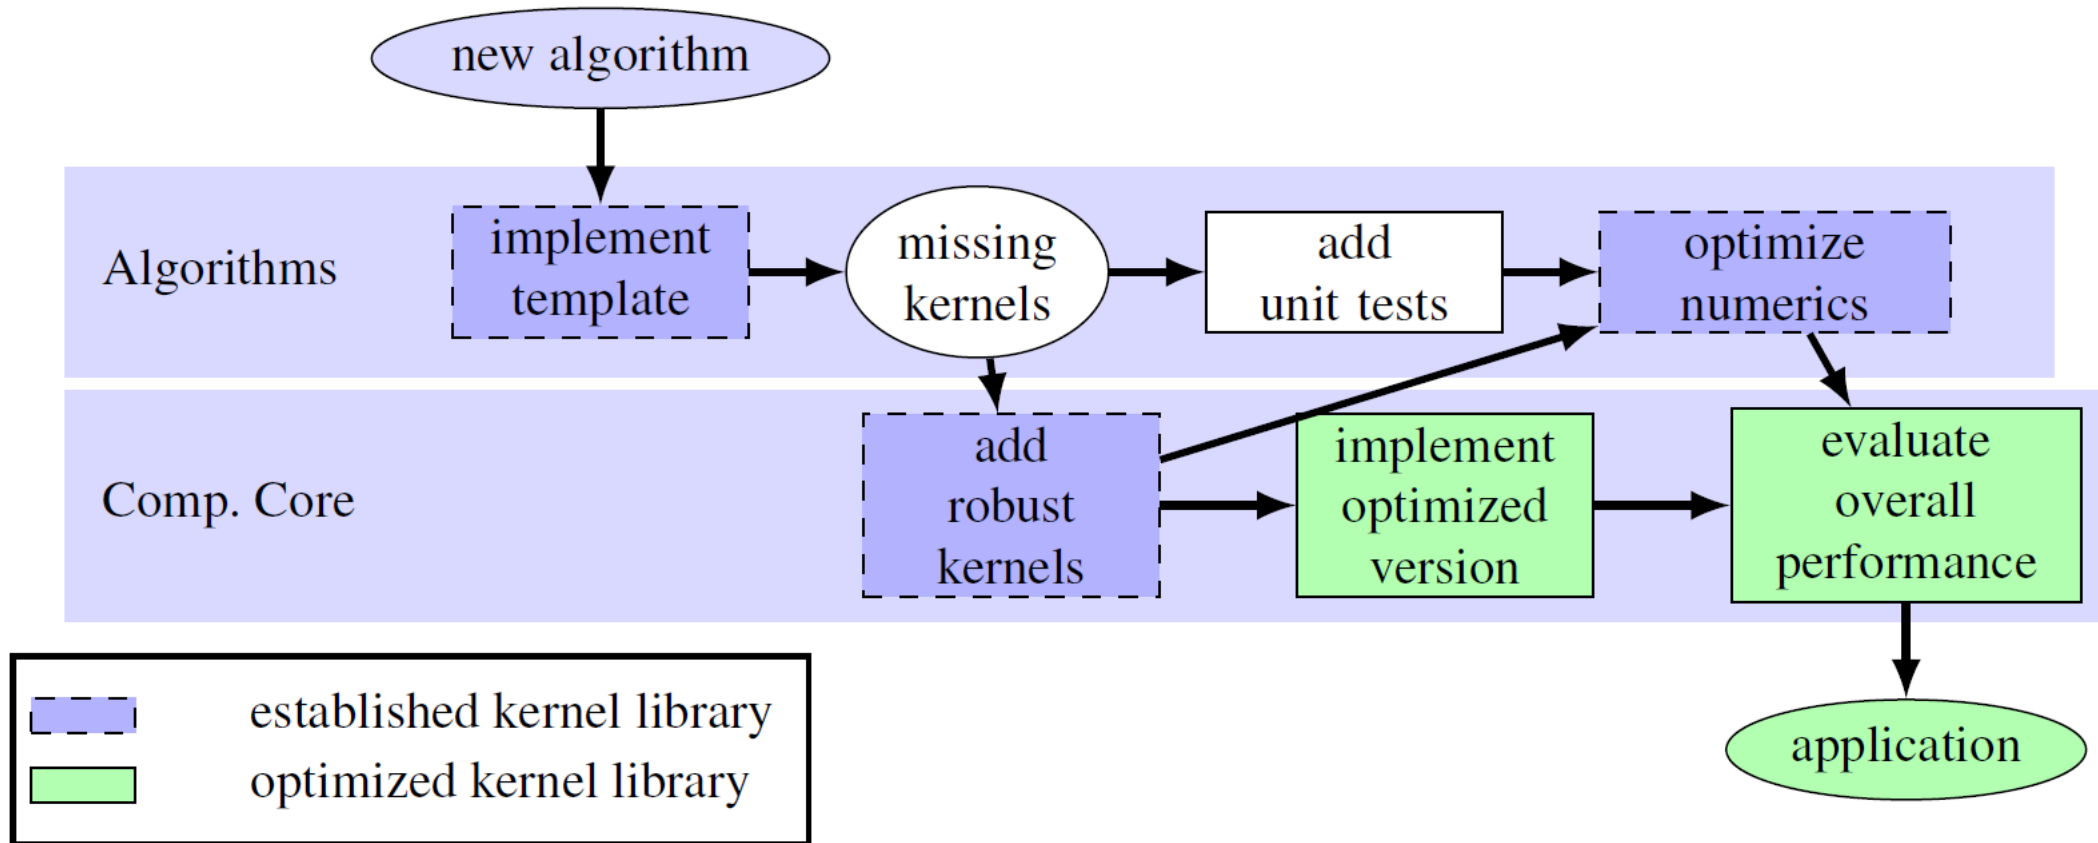 new algorithm
Algorithms
implement
template
missing
kernels
add
unit tests
optimize
numerics
Comp. Core
add
robust
kernels
implement
optimized
version
evaluate
overall
performance
established kernel library
optimized kernel library
application